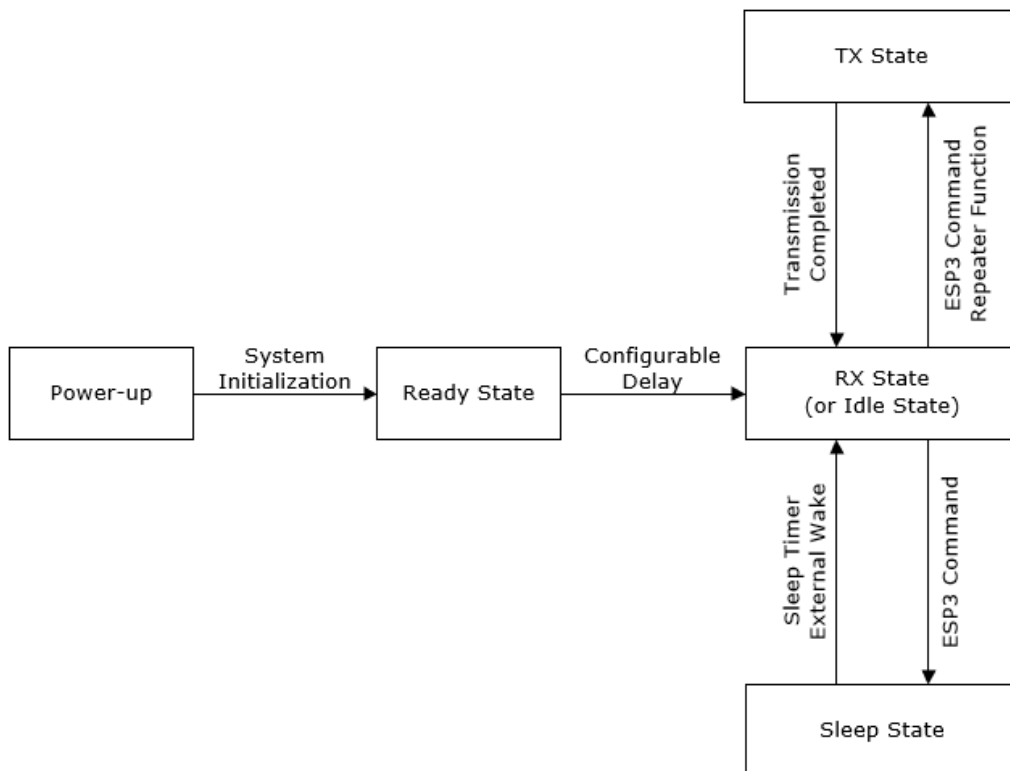 TX State
Transmission
Completed
ESP3 Command
Repeater Function
Power-up
System
Initialization
Ready State
Configurable
Delay
RX State
(or Idle State)
Sleep Timer
External Wake
ESP3 Command
Sleep State